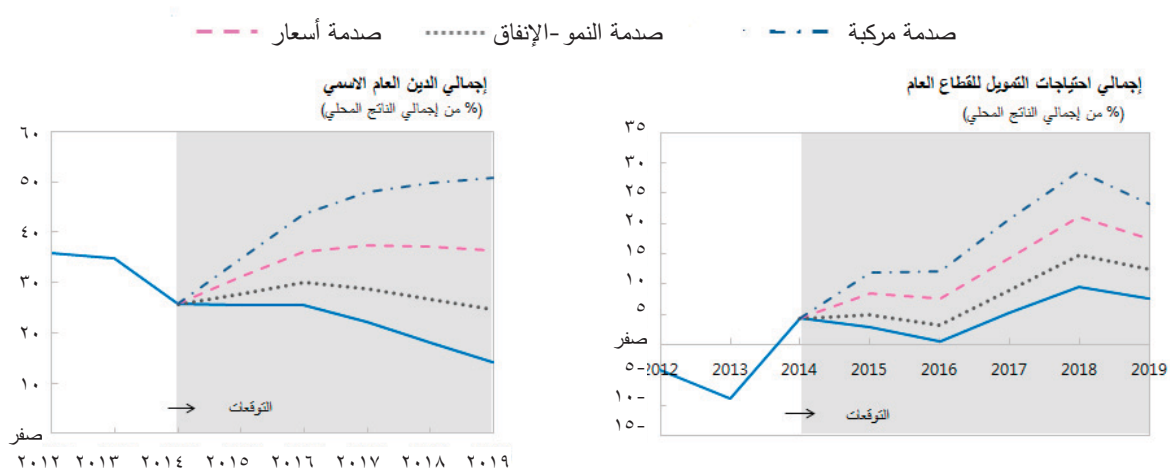 صدمة أسعار
صدمة النمو-الإنفاق
صدمة مركبة
إجمالي احتياجات التمويل للقطاع العام
(% من إجمالي الناتج المحلي)
٣٥
٣٠
٢٥
٢٠
١٥
١٠
٥
صفر
٥-
١٠-
١٥-
2012 2013 2014 2015 2016 2017 2018 2019
التوقعات
إجمالي الدين العام الاسمي
(% من إجمالي الناتج المحلي)
٦٠
٥٠
٤٠
٣٠
٢٠
١٠
صفر
التوقعات
٢٠١٢ ٢٠١٣ ٢٠١٤ ٢٠١٥ ٢٠١٦ ٢٠١٧ ٢٠١٨ ٢٠١٩